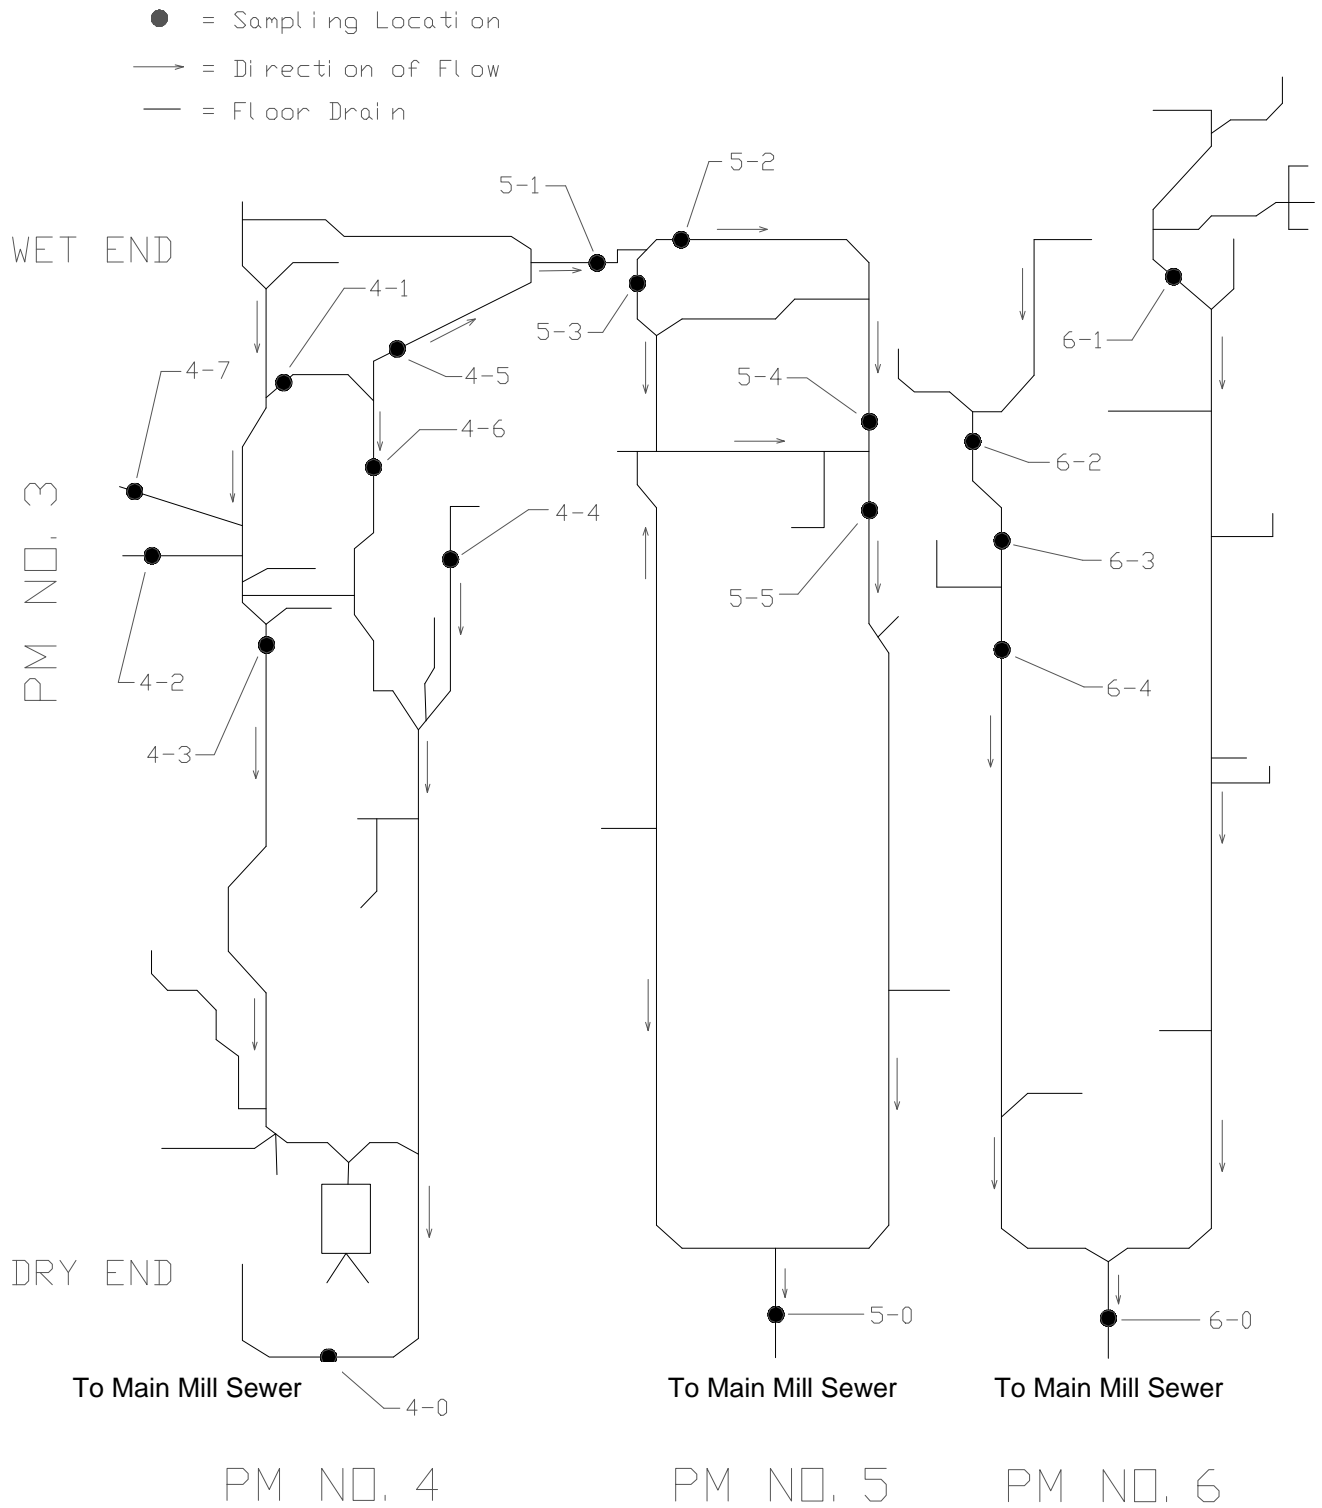 = Sampling Location
= Direction of Flow
= Floor Drain
5-2
5-1
WET END
4-1
5-3
6-1
4-7
4-5
5-4
4-6
6-2
PM NO. 3
4-4
6-3
5-5
4-2
6-4
4-3
DRY END
5-0
6-0
To Main Mill Sewer
To Main Mill Sewer
To Main Mill Sewer
4-0
PM NO. 4
PM NO. 5
PM NO. 6